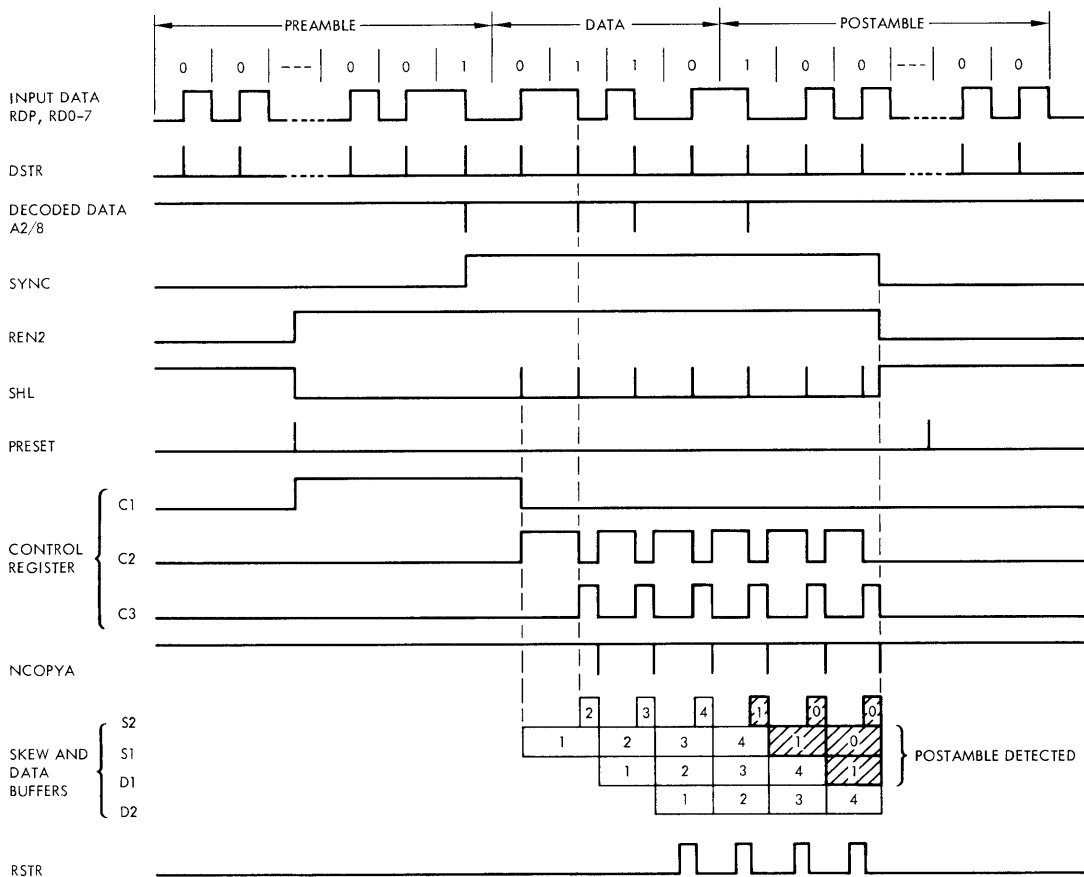 PREAMBLE DATA POSTAMBLE
0 0 ---- 0 0 1 0 1 1 0 1 0 0 ---- 0 0
INPUT DATA
RDP, RD0-7
DSTR
DECODED DATA
A2/8
SYNC
REN2
SHL
PRESET
C1
CONTROL
REGISTER
C2
C3
NCOPYA
S2 2 3 4 1 0 0
SKEW AND
DATA
BUFFERS
S1 1 2 3 4 1 0
D1 1 2 3 4 1
D2 1 2 3 4
POSTAMBLE DETECTED
RSTR